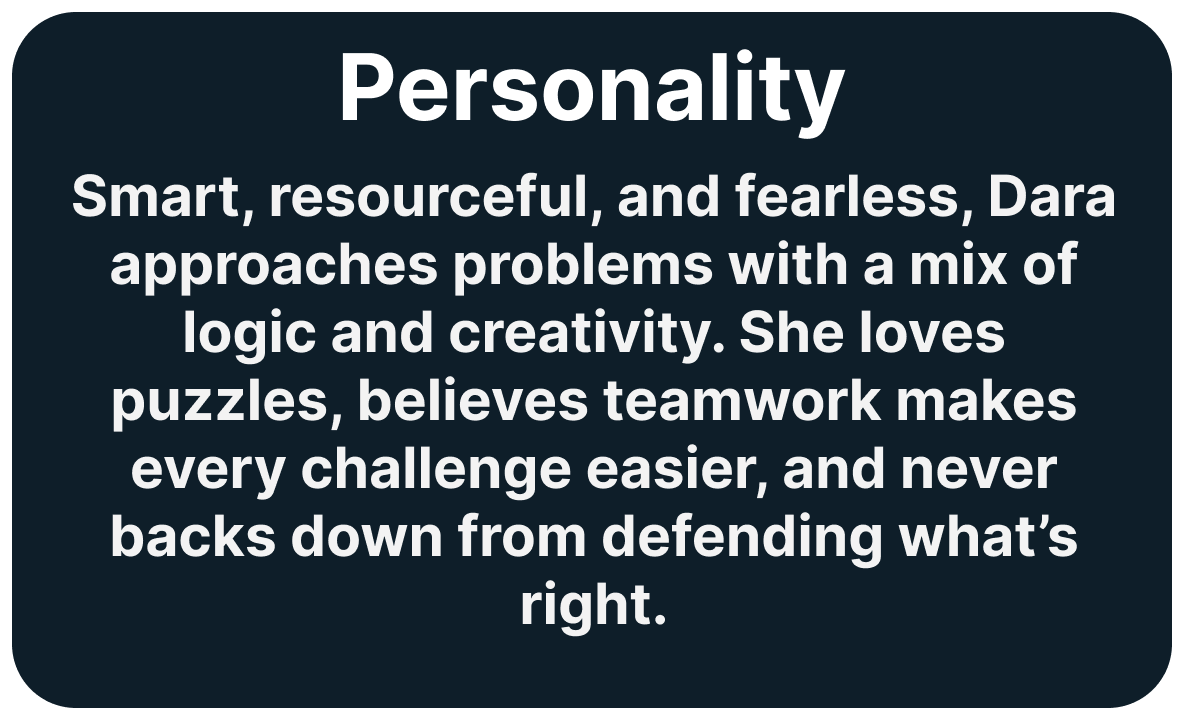 Personality
Smart, resourceful, and fearless, Dara
approaches problems with a mix of
logic and creativity. She loves
puzzles, believes teamwork makes
every challenge easier, and never
backs down from defending what’s
right.